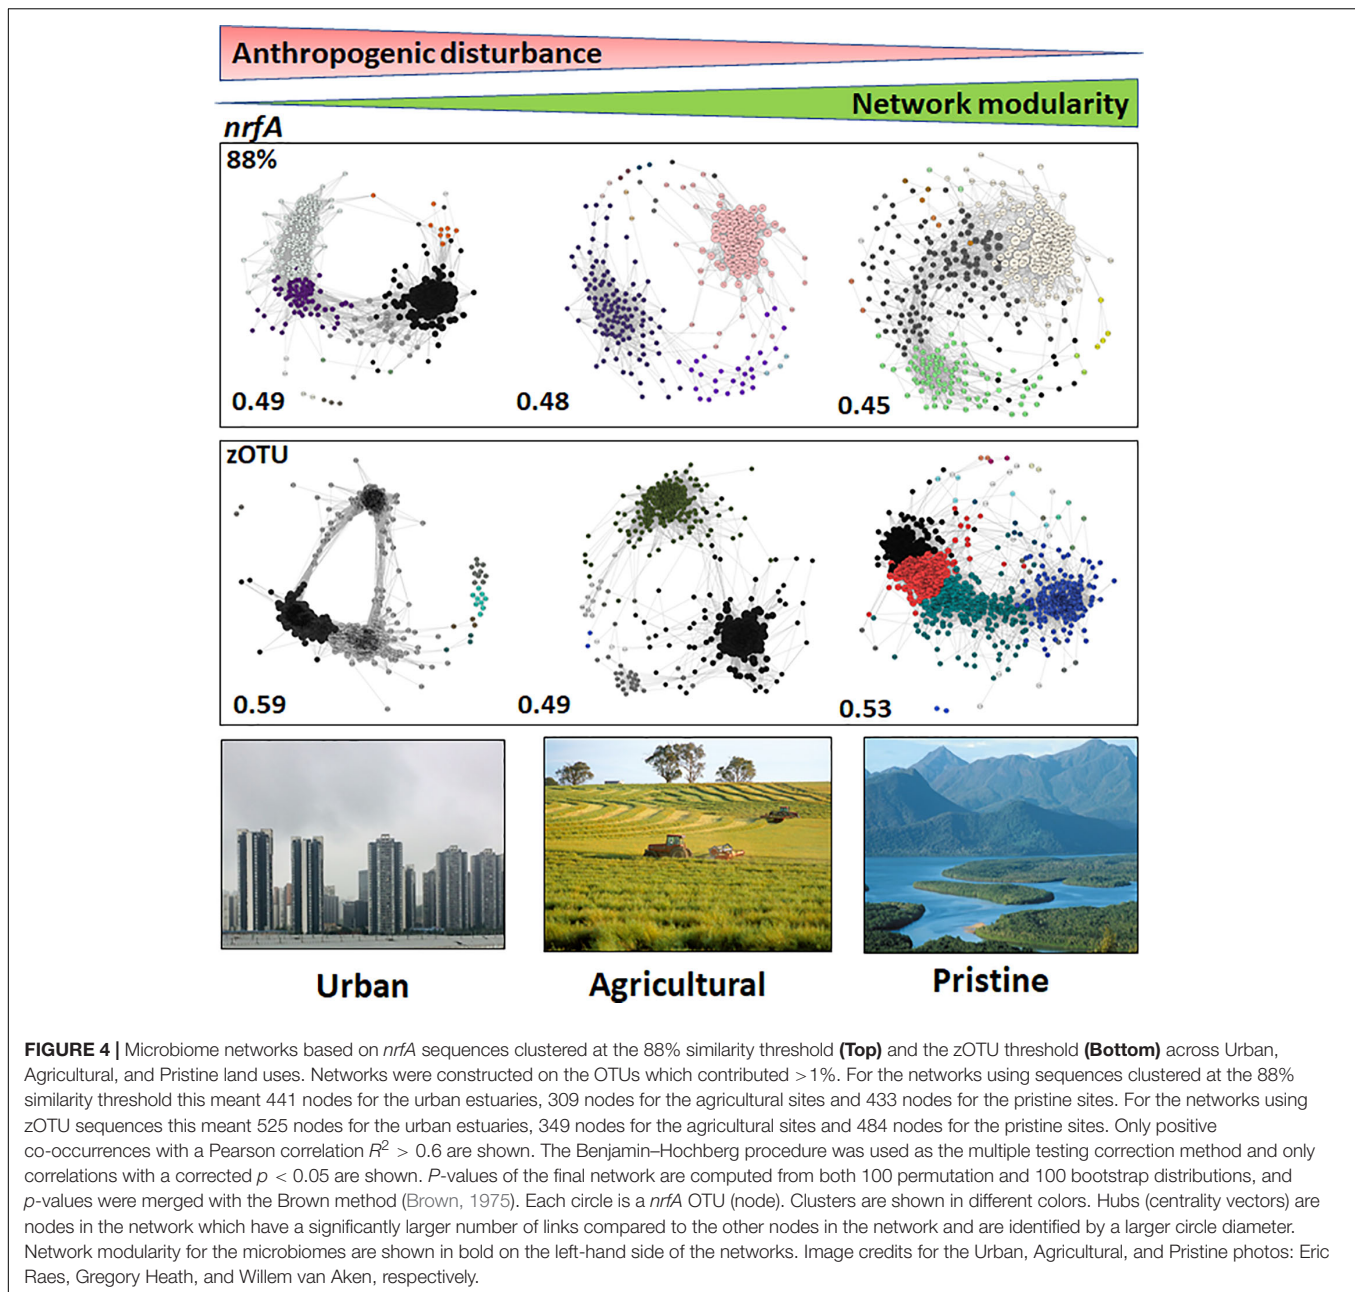 Anthropogenic disturbance
Network modularity
nrfA
88%
0.49
0.48
0.45
zOTU
0.59
0.49
0.53
Urban
Agricultural
Pristine
FIGURE 4 | Microbiome networks based on nrfA sequences clustered at the 88% similarity threshold (Top) and the zOTU threshold (Bottom) across Urban,
Agricultural, and Pristine land uses. Networks were constructed on the OTUs which contributed >1%. For the networks using sequences clustered at the 88%
similarity threshold this meant 441 nodes for the urban estuaries, 309 nodes for the agricultural sites and 433 nodes for the pristine sites. For the networks using
zOTU sequences this meant 525 nodes for the urban estuaries, 349 nodes for the agricultural sites and 484 nodes for the pristine sites. Only positive
co-occurrences with a Pearson correlation R² > 0.6 are shown. The Benjamin–Hochberg procedure was used as the multiple testing correction method and only
correlations with a corrected p < 0.05 are shown. P-values of the final network are computed from both 100 permutation and 100 bootstrap distributions, and
p-values were merged with the Brown method (Brown, 1975). Each circle is a nrfA OTU (node). Clusters are shown in different colors. Hubs (centrality vectors) are
nodes in the network which have a significantly larger number of links compared to the other nodes in the network and are identified by a larger circle diameter.
Network modularity for the microbiomes are shown in bold on the left-hand side of the networks. Image credits for the Urban, Agricultural, and Pristine photos: Eric
Raes, Gregory Heath, and Willem van Aken, respectively.